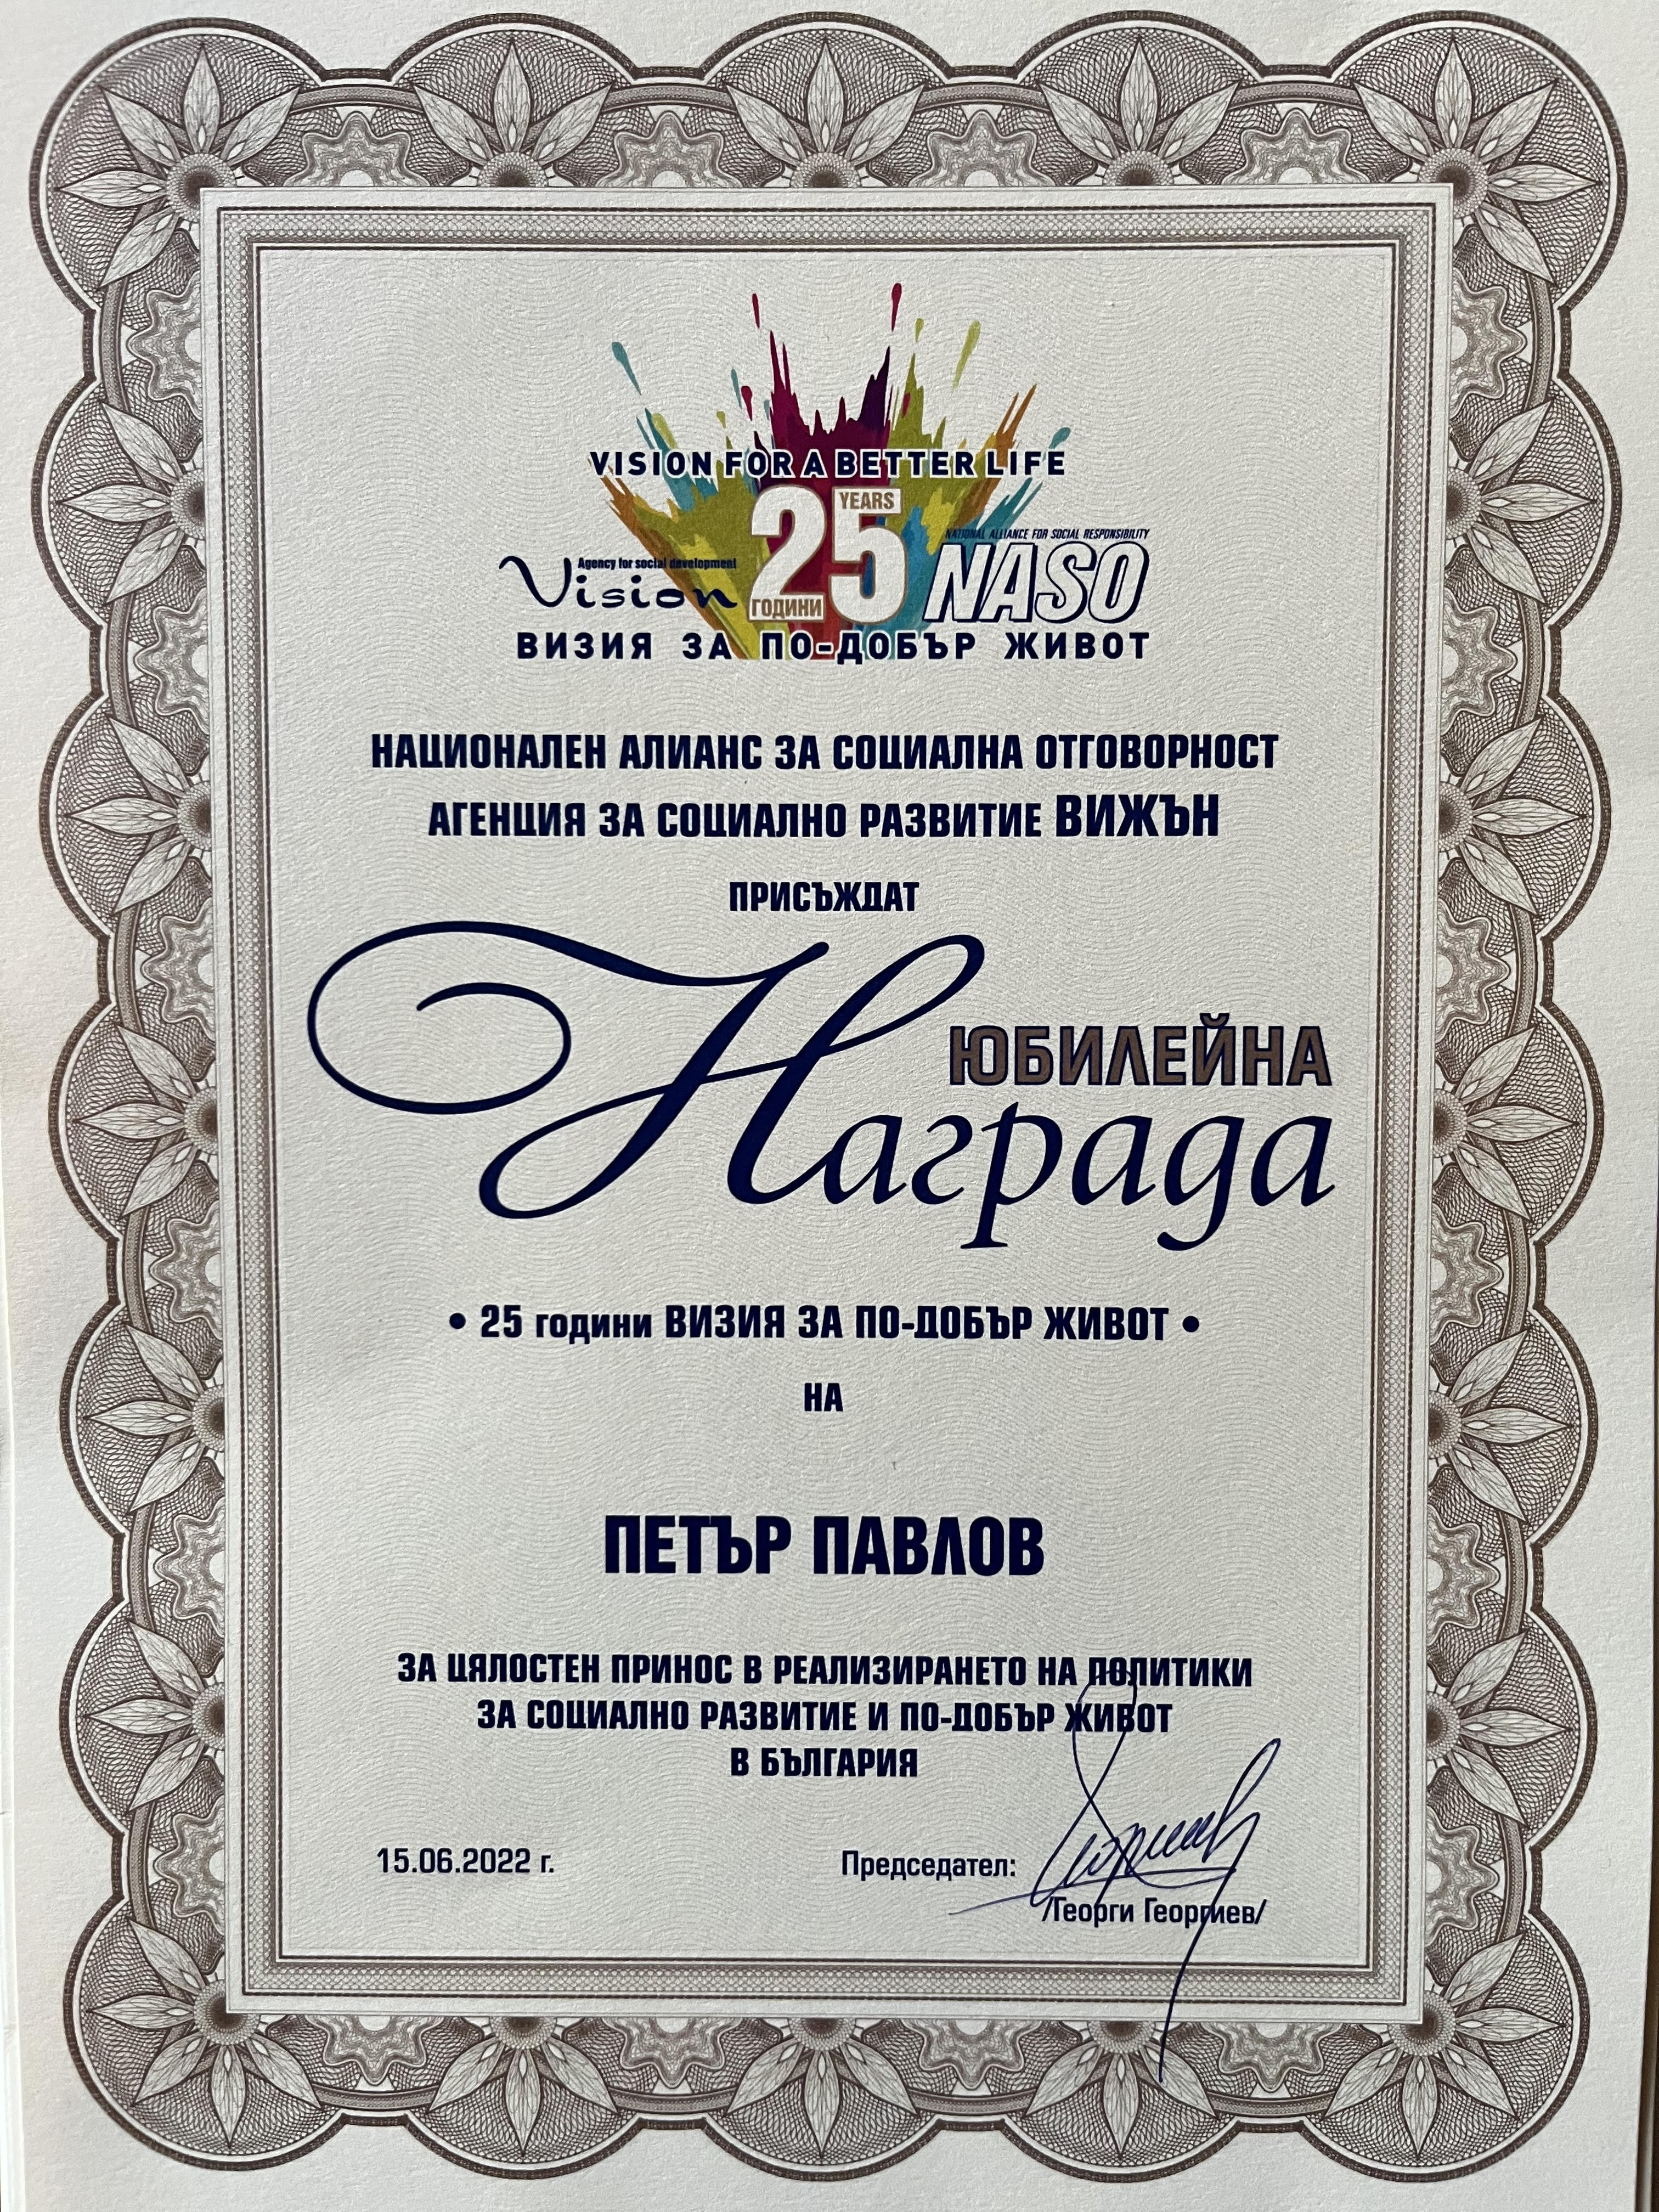 VISION FOR A BETTER LIFE
25 YEARS ГОДИНИ
Agency for social development
Vision
NATIONAL ALLIANCE FOR SOCIAL RESPONSIBILITY
NASO
ВИЗИЯ ЗА ПО-ДОБЪР ЖИВОТ
НАЦИОНАЛЕН АЛИАНС ЗА СОЦИАЛНА ОТГОВОРНОСТ
АГЕНЦИЯ ЗА СОЦИАЛНО РАЗВИТИЕ ВИЖЪН
ПРИСЪЖДАТ
ЮБИЛЕЙНА
Награда
• 25 години ВИЗИЯ ЗА ПО-ДОБЪР ЖИВОТ •
НА
ПЕТЪР ПАВЛОВ
ЗА ЦЯЛОСТЕН ПРИНОС В РЕАЛИЗИРАНЕТО НА ПОЛИТИКИ
ЗА СОЦИАЛНО РАЗВИТИЕ И ПО-ДОБЪР ЖИВОТ
В БЪЛГАРИЯ
15.06.2022 г.
Председател:
/Георги Георгиев/